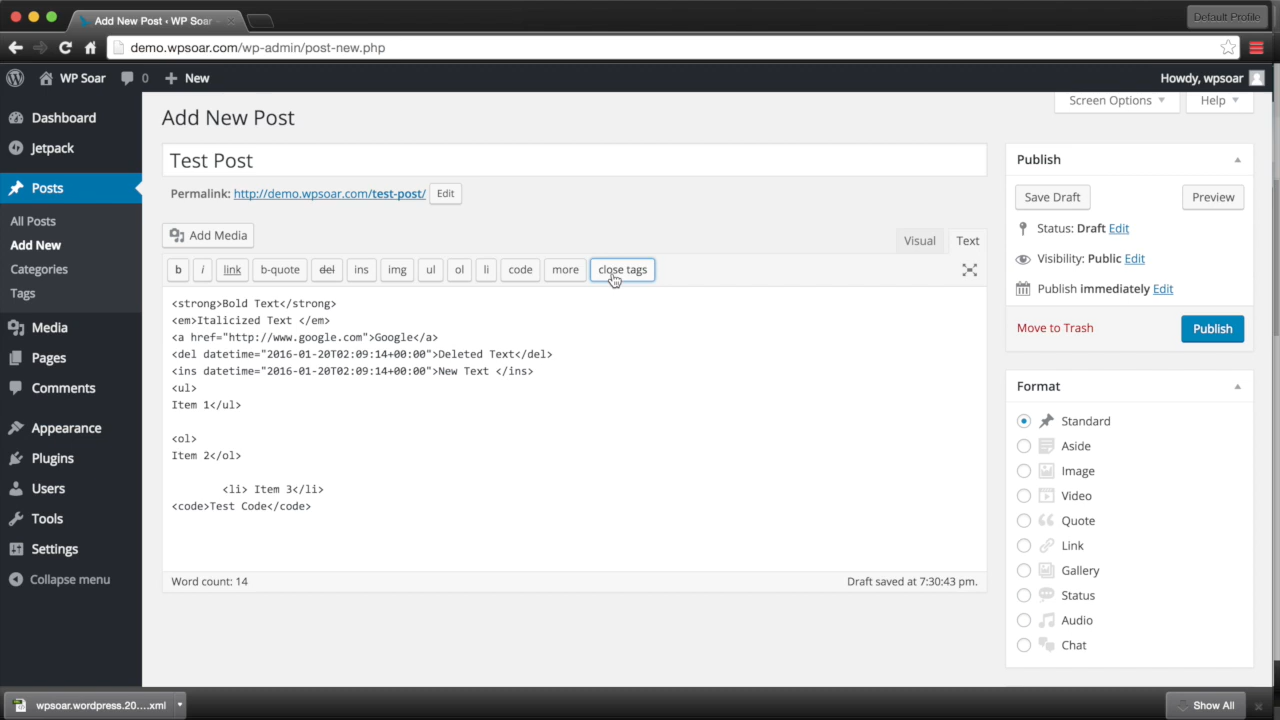 Add New Post ‹ WP Soar
Default Profile
demo.wpsoar.com/wp-admin/post-new.php
WP Soar
0
New
Howdy, wpsoar
Screen Options
Help
Dashboard
Jetpack
Posts
All Posts
Add New
Categories
Tags
Media
Pages
Comments
Appearance
Plugins
Users
Tools
Settings
Collapse menu
Add New Post
Test Post
Permalink: http://demo.wpsoar.com/test-post/ Edit
Add Media
Visual
Text
b i link b-quote del ins img ul ol li code more close tags
<strong>Bold Text</strong>
<em>Italicized Text </em>
<a href="http://www.google.com">Google</a>
<del datetime="2016-01-20T02:09:14+00:00">Deleted Text</del>
<ins datetime="2016-01-20T02:09:14+00:00">New Text </ins>
<ul>
Item 1</ul>
<ol>
Item 2</ol>
<li> Item 3</li>
<code>Test Code</code>
Word count: 14
Draft saved at 7:30:43 pm.
Publish
Save Draft
Preview
Status: Draft Edit
Visibility: Public Edit
Publish immediately Edit
Move to Trash
Publish
Format
Standard
Aside
Image
Video
Quote
Link
Gallery
Status
Audio
Chat
wpsoar.wordpress.20....xml
Show All